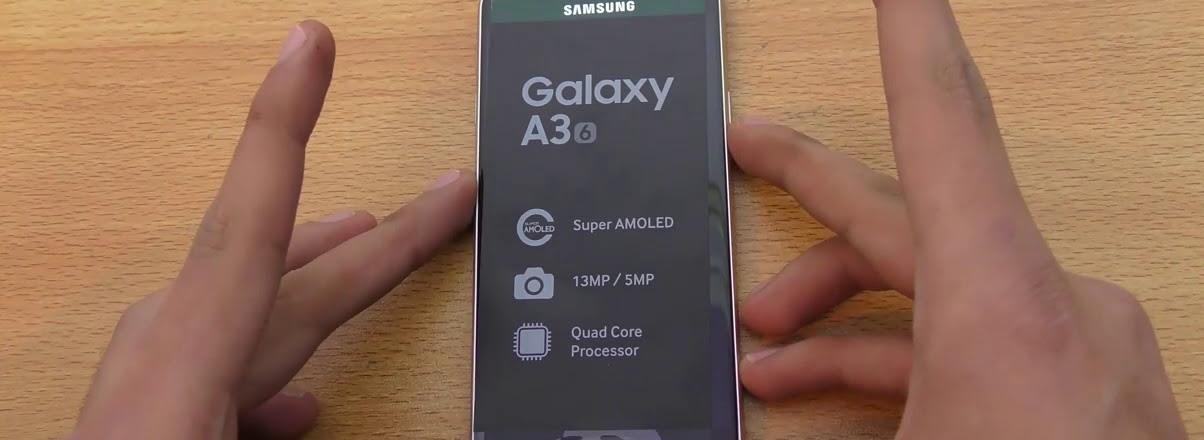 SAMSUNG
Galaxy
A3 6
SUPER
AMOLED
Super AMOLED
13MP / 5MP
Quad Core
Processor